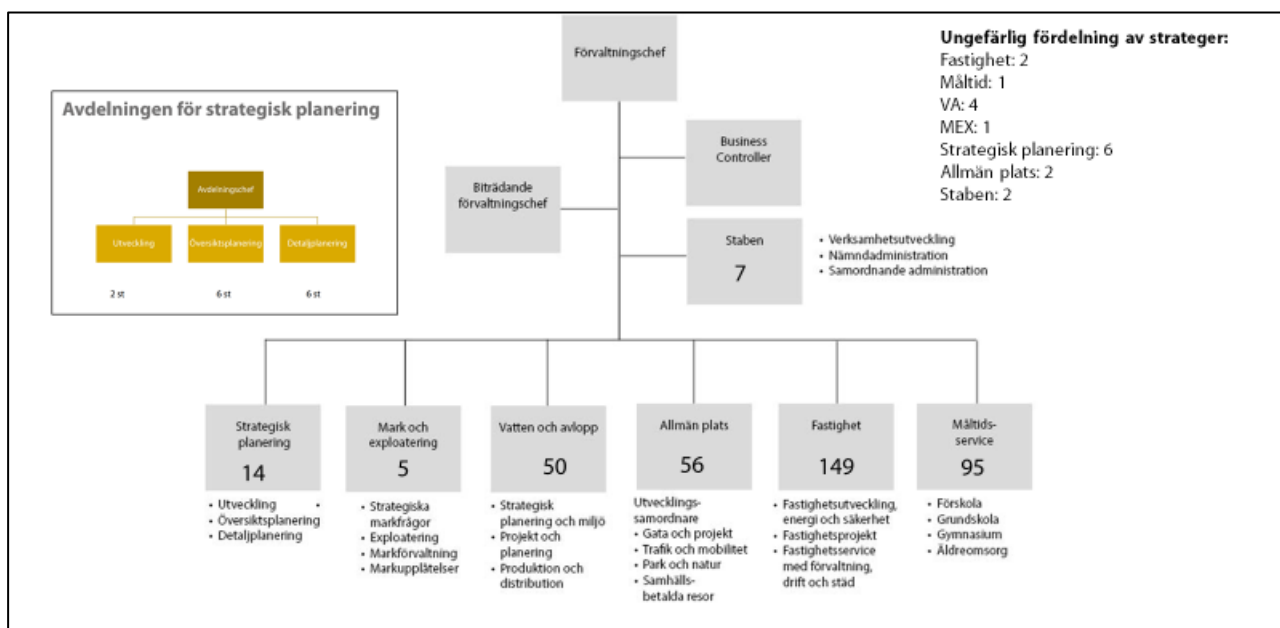 Förvaltningschef
Ungefärlig fördelning av strateger:
Fastighet: 2
Måltid: 1
VA: 4
MEX: 1
Strategisk planering: 6
Allmän plats: 2
Staben: 2
Avdelningen för strategisk planering
Avdelningschef
Utveckling
Översiktsplanering
Detaljplanering
2 st
6 st
6 st
Business
Controller
Biträdande
förvaltningschef
Staben
7
• Verksamhetsutveckling
• Nämndadministration
• Samordnande administration
Strategisk
planering
14
• Utveckling
•
• Översiktsplanering
• Detaljplanering
Mark och
exploatering
5
• Strategiska
markfrågor
• Exploatering
• Markförvaltning
• Markupplåtelser
Vatten och avlopp
50
• Strategisk
planering och miljö
• Projekt och
planering
• Produktion och
distribution
Allmän plats
56
Utvecklings-
samordnare
• Gata och projekt
• Trafik och mobilitet
• Park och natur
• Samhälls-
betalda resor
Fastighet
149
• Fastighetsutveckling,
energi och säkerhet
• Fastighetsprojekt
• Fastighetsservice
med förvaltning,
drift och städ
Måltids-
service
95
• Förskola
• Grundskola
• Gymnasium
• Äldreomsorg